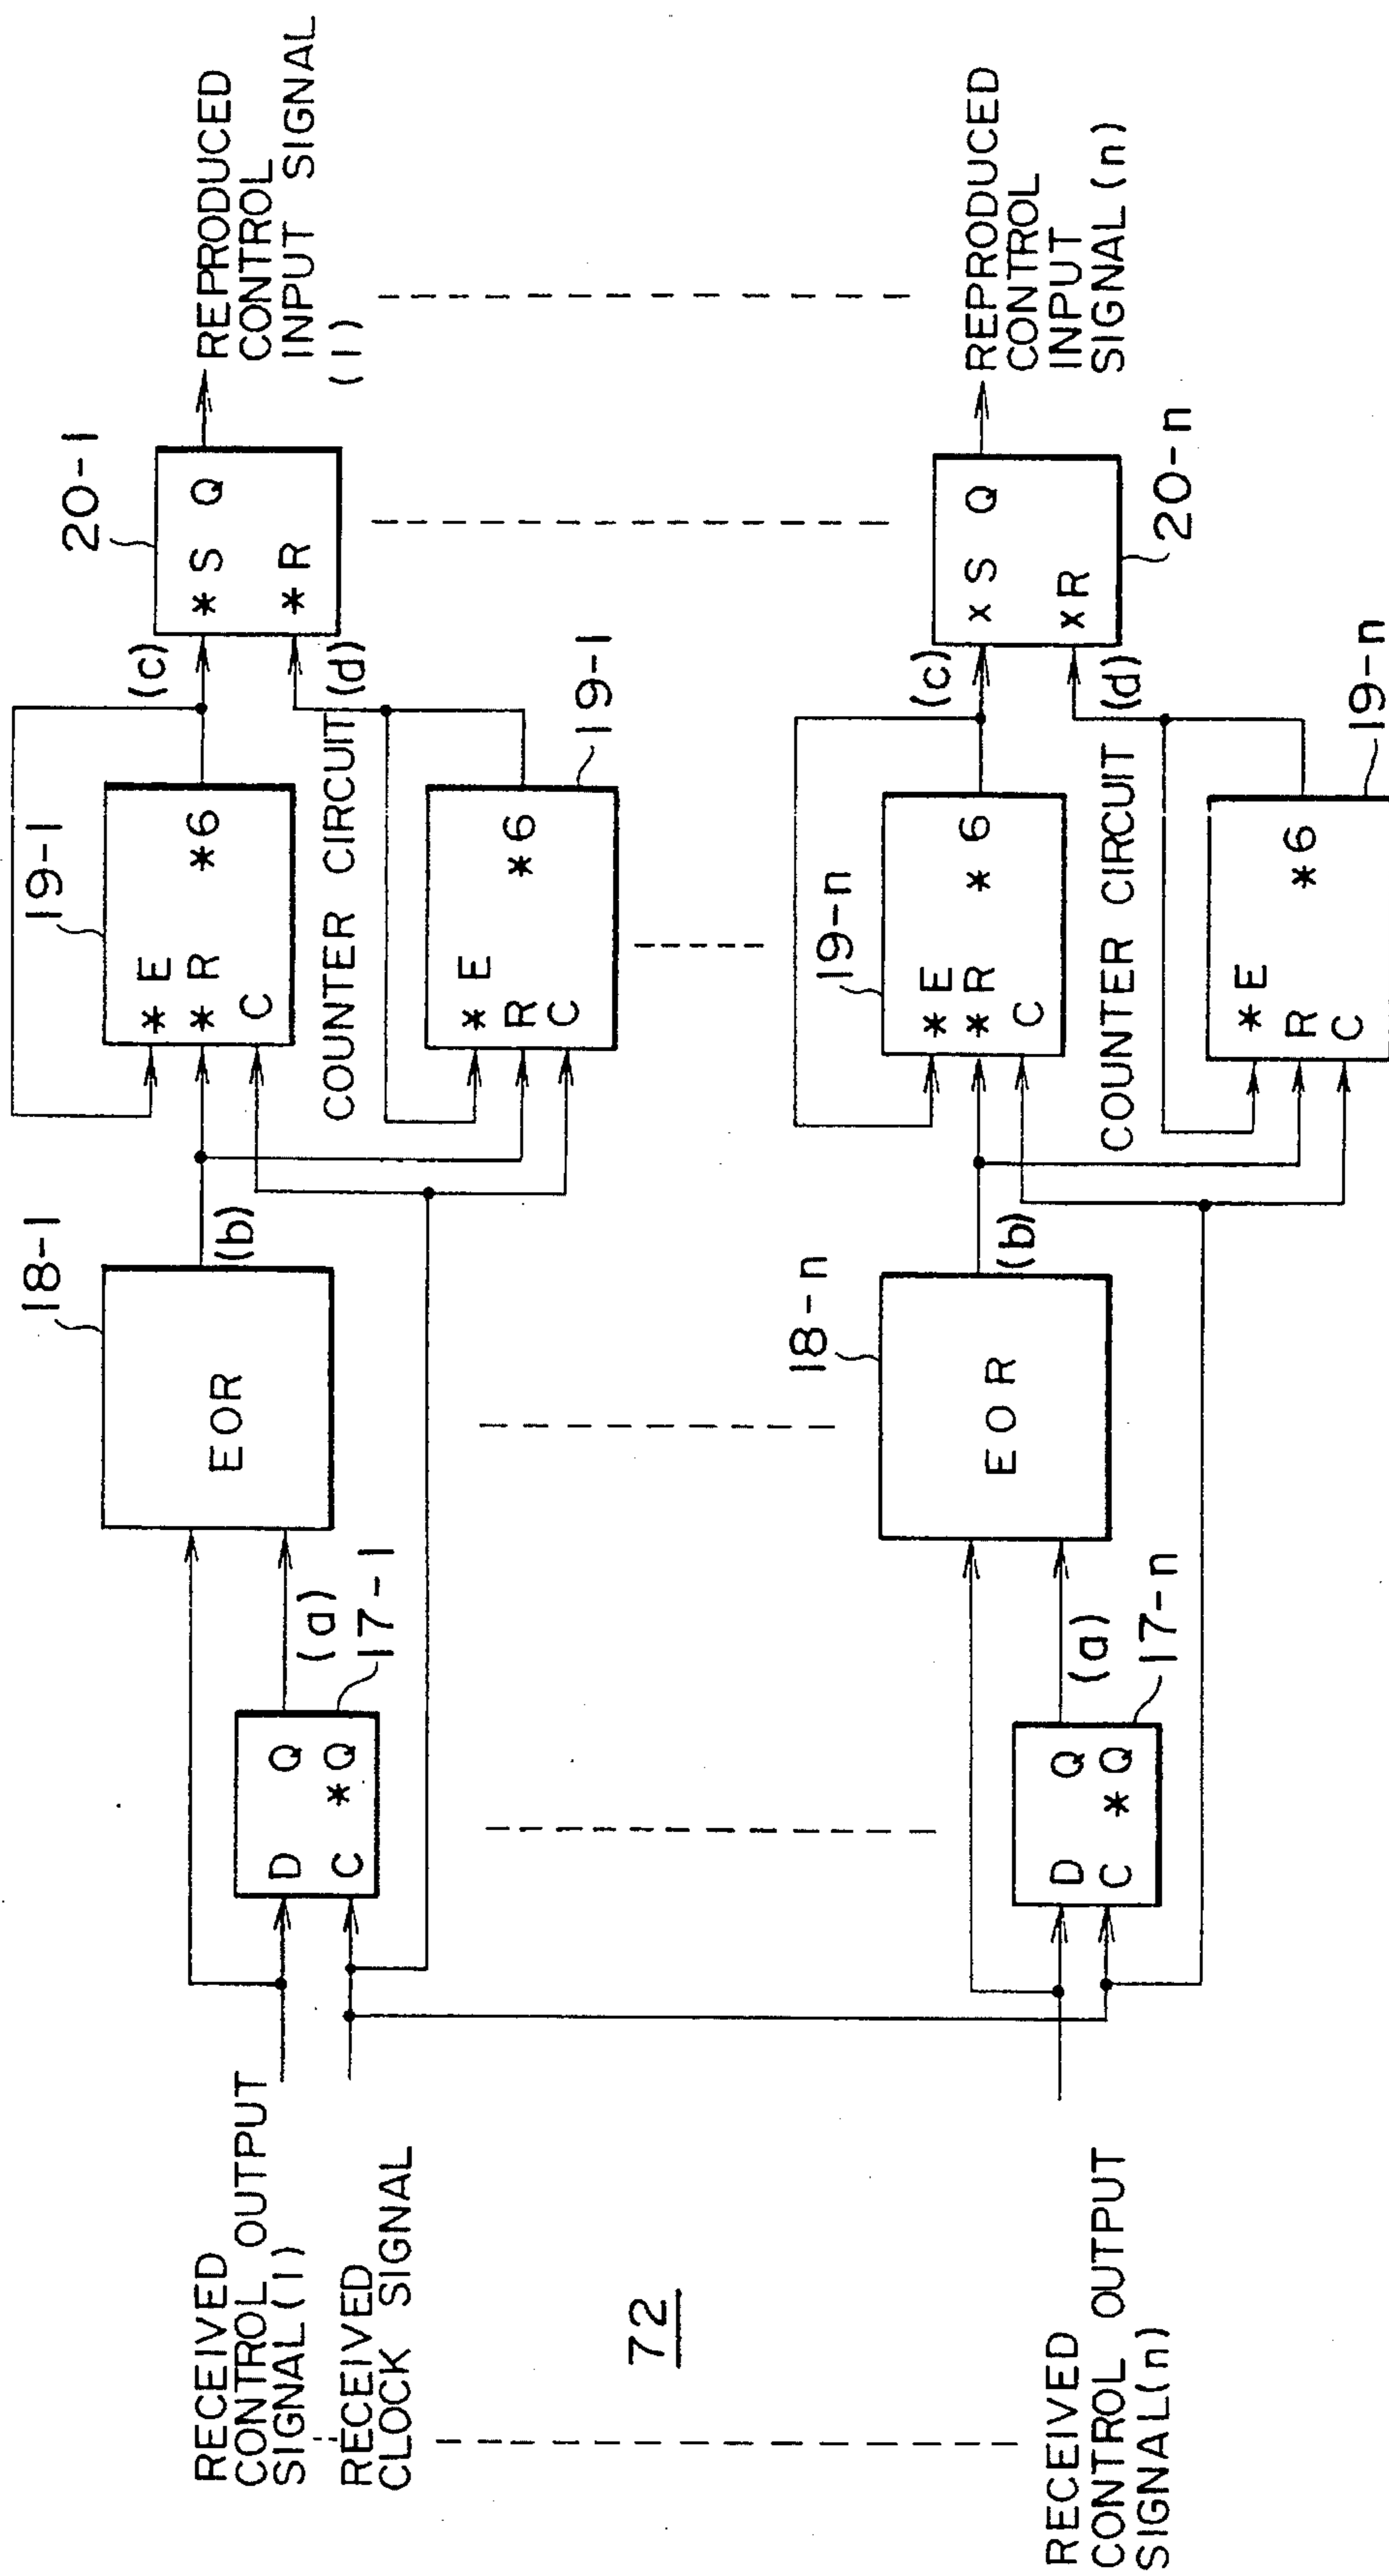 RECEIVED
CONTROL OUTPUT
SIGNAL(1)
RECEIVED
CLOCK SIGNAL
17-1
D Q
C *Q
(a)
18-1
EOR
(b)
19-1
*E
*R *6
C
COUNTER CIRCUIT
19-1
*E
R *6
C
(c)
(d)
20-1
*S Q
*R
REPRODUCED
CONTROL
INPUT SIGNAL
(1)
72
RECEIVED
CONTROL OUTPUT
SIGNAL(n)
17-n
D Q
C *Q
(a)
18-n
EOR
(b)
19-n
*E
*R *6
C
COUNTER CIRCUIT
19-n
*E
R *6
C
(c)
(d)
20-n
xS Q
xR
REPRODUCED
CONTROL
INPUT
SIGNAL(n)